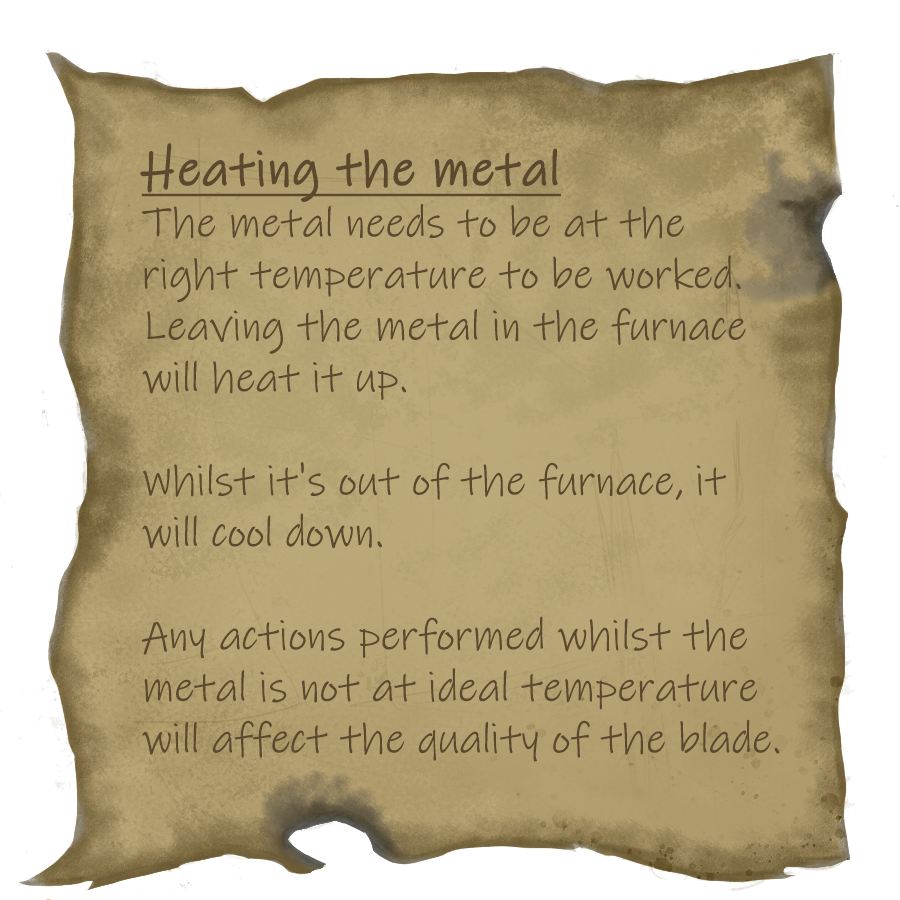 Heating the metal
The metal needs to be at the
right temperature to be worked.
Leaving the metal in the furnace
will heat it up.
Whilst it's out of the furnace, it
will cool down.
Any actions performed whilst the
metal is not at ideal temperature
will affect the quality of the blade.